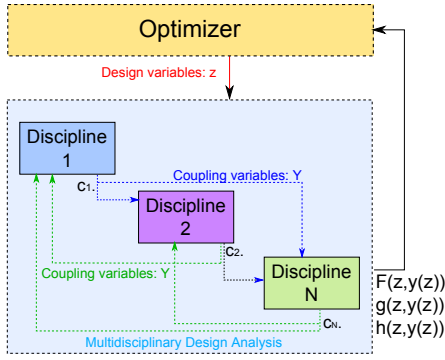 Optimizer
Design variables: z
Discipline
1
Coupling variables: Y
c1.
Discipline
2
c2.
Coupling variables: Y
Discipline
N
cN.
F(z,y(z))
g(z,y(z))
h(z,y(z))
Multidisciplinary Design Analysis